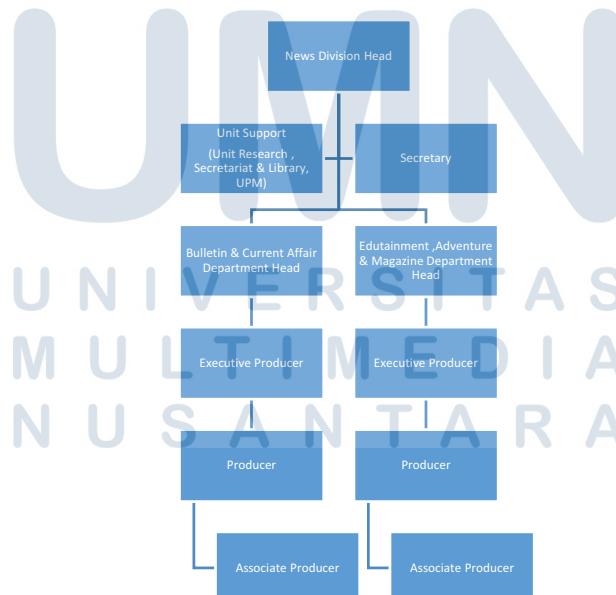 UMN
UNIVERSITAS
MULTIMEDIA
NUSANTARA
News Division Head
Unit Support
(Unit Research ,
Secretariat & Library,
UPM)
Secretary
Bulletin & Current Affair
Department Head
Edutainment ,Adventure
& Magazine Department
Head
Executive Producer
Executive Producer
Producer
Producer
Associate Producer
Associate Producer